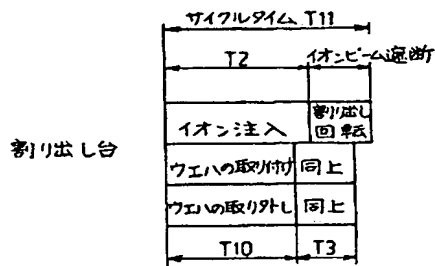 サイクルタイム T11
T2
イオンビーム遮断
イオン注入
割り出し
回転
割り出し台
ウエハの取り付け
同上
ウエハの取り外し
同上
T10
T3